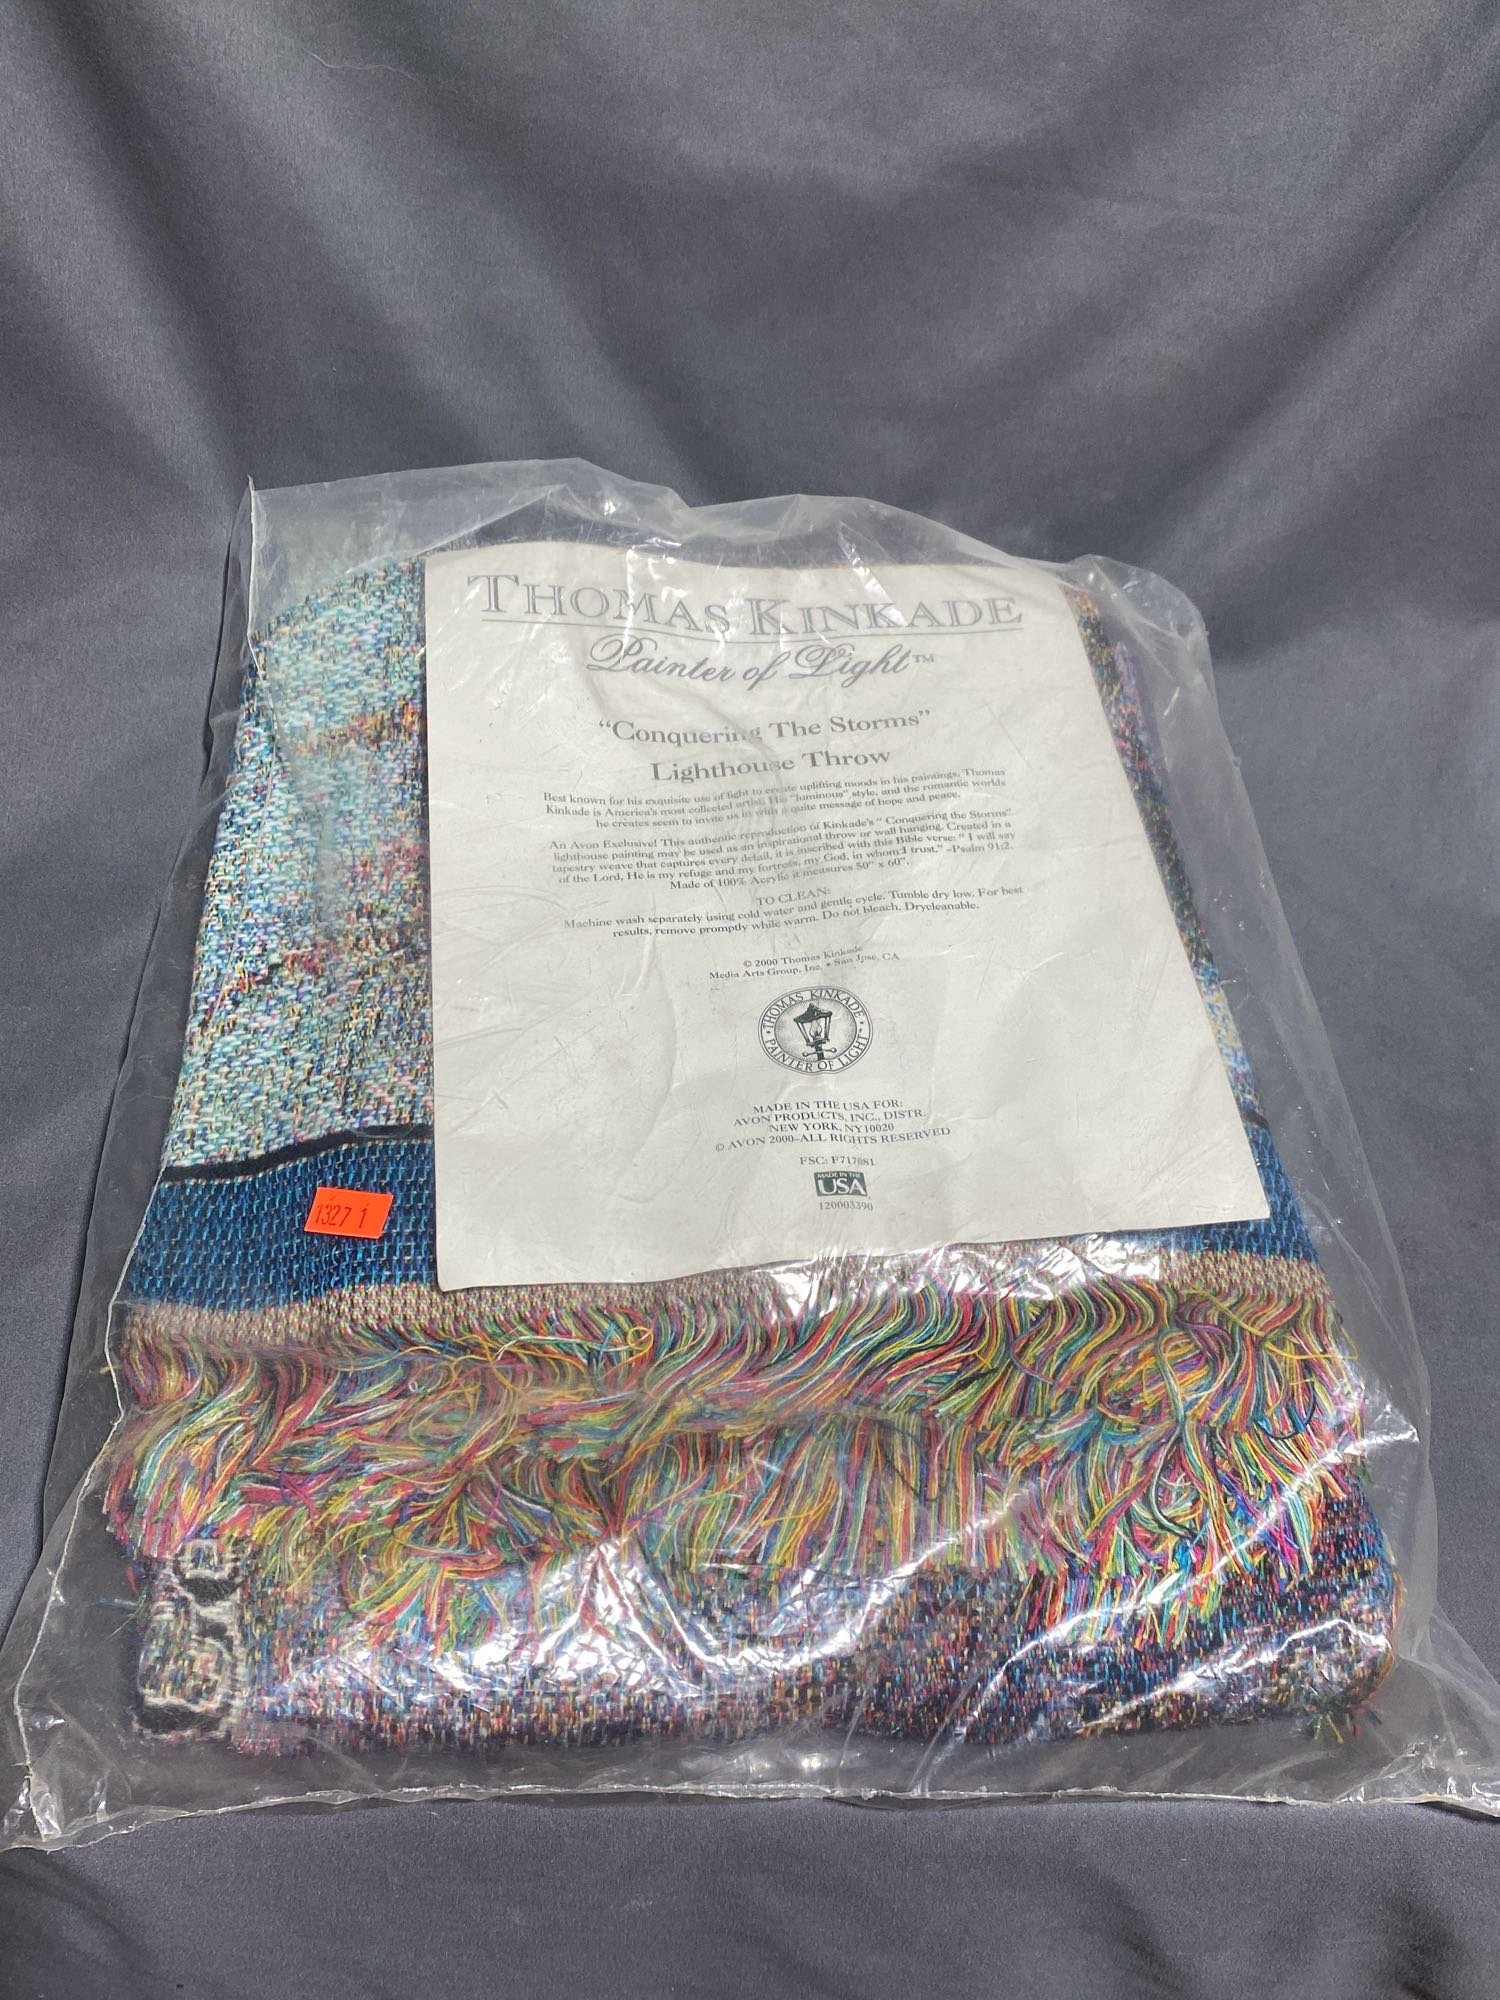 THOMAS KINKADE
Painter of Light™
“Conquering The Storms”
Lighthouse Throw
Best known for his exquisite use of light to create uplifting moods in his paintings, Thomas
Kinkade is America's most collected artist. His "luminous" style, and the romantic worlds
he creates seem to invite us in with a quite message of hope and peace.
An Avon Exclusive! This authentic reproduction of Kinkade's " Conquering the Storms"
lighthouse painting may be used as an inspirational throw or wall hanging. Created in a
tapestry weave that captures every detail, it is inscribed with this Bible verse: " I will say
of the Lord, He is my refuge and my fortress, my God, in whom I trust." –Psalm 91:2.
Made of 100% Acrylic it measures 50" x 60".
TO CLEAN:
Machine wash separately using cold water and gentle cycle. Tumble dry low. For best
results, remove promptly while warm. Do not bleach. Drycleanable.
© 2000 Thomas Kinkade
Media Arts Group, Inc. • San Jose, CA
• THOMAS KINKADE •
PAINTER OF LIGHT™
MADE IN THE USA FOR:
AVON PRODUCTS, INC., DISTR.
NEW YORK, NY10020
© AVON 2000–ALL RIGHTS RESERVED
FSC: F717081
MADE IN THE
USA
120003390
1327 1